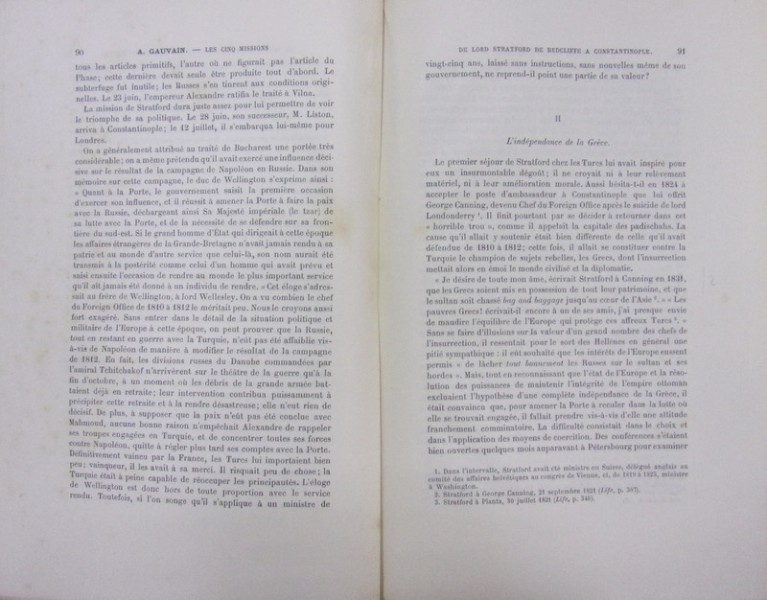 90 A. GAUVAIN. — LES CINQ MISSIONS
tous les articles primitifs, l'autre où ne figurait pas l'article du
Phase; cette dernière devait seule être produite tout d'abord. Le
subterfuge fut inutile; les Russes s'en tinrent aux conditions origi-
nelles. Le 23 juin, l'empereur Alexandre ratifia le traité à Vilna.
La mission de Stratford dura juste assez pour lui permettre de voir
le triomphe de sa politique. Le 28 juin, son successeur, M. Liston,
arriva à Constantinople; le 12 juillet, il s'embarqua lui-même pour
Londres.
On a généralement attribué au traité de Bucharest une portée très
considérable; on a même prétendu qu'il avait exercé une influence déci-
sive sur le résultat de la campagne de Napoléon en Russie. Dans son
mémoire sur cette campagne, le duc de Wellington s'exprime ainsi :
« Quant à la Porte, le gouvernement saisit la première occasion
d'exercer son influence, et il réussit à amener la Porte à faire la paix
avec la Russie, déchargeant ainsi Sa Majesté impériale (le tzar) de
sa lutte avec la Porte, et de la nécessité de se défendre sur sa fron-
tière du sud-est. Si le grand homme d'État qui dirigeait à cette époque
les affaires étrangères de la Grande-Bretagne n'avait jamais rendu à sa
patrie et au monde d'autre service que celui-là, son nom aurait été
transmis à la postérité comme celui d'un homme qui avait prévu et
saisi ensuite l'occasion de rendre au monde le plus important service
qu'il ait jamais été donné à un individu de rendre. » Cet éloge s'adres-
sait au frère de Wellington, à lord Wellesley. On a vu combien le chef
du Foreign Office de 1810 à 1812 le méritait peu. Nous le croyons aussi
fort exagéré. Sans entrer dans le détail de la situation politique et
militaire de l'Europe à cette époque, on peut prouver que la Russie,
tout en restant en guerre avec la Turquie, n'eût pas été affaiblie vis-
à-vis de Napoléon de manière à modifier le résultat de la campagne
de 1812. En fait, les divisions russes du Danube commandées par
l'amiral Tchitchakof n'arrivèrent sur le théâtre de la guerre qu'à la
fin d'octobre, à un moment où les débris de la grande armée bat-
taient déjà en retraite; leur intervention contribua puissamment à
précipiter cette retraite et à la rendre désastreuse; elle n'eut rien de
décisif. De plus, à supposer que la paix n'eût pas été conclue avec
Mahmoud, aucune bonne raison n'empêchait Alexandre de rappeler
ses troupes engagées en Turquie, et de concentrer toutes ses forces
contre Napoléon, quitte à régler plus tard ses comptes avec la Porte.
Définitivement vaincu par la France, les Turcs lui importaient bien
peu; vainqueur, il les avait à sa merci. Il risquait peu de chose; la
Turquie était à peine capable de réoccuper les principautés. L'éloge
de Wellington est donc hors de toute proportion avec le service
rendu. Toutefois, si l'on songe qu'il s'applique à un ministre de
DE LORD STRATFORD DE REDCLIFFE A CONSTANTINOPLE. 91
vingt-cinq ans, laissé sans instructions, sans nouvelles même de son
gouvernement, ne reprend-il point une partie de sa valeur?
II
L'indépendance de la Grèce.
Le premier séjour de Stratford chez les Turcs lui avait inspiré pour
eux un insurmontable dégoût; il ne croyait ni à leur relèvement
matériel, ni à leur amélioration morale. Aussi hésita-t-il en 1824 à
accepter le poste d'ambassadeur à Constantinople que lui offrit
George Canning, devenu Chef du Foreign Office après le suicide de lord
Londonderry ¹. Il finit pourtant par se décider à retourner dans cet
« horrible trou », comme il appelait la capitale des padischahs. La
cause qu'il allait y soutenir était bien différente de celle qu'il avait
défendue de 1810 à 1812; cette fois, il allait se constituer contre la
Turquie le champion de sujets rebelles, les Grecs, dont l'insurrection
mettait alors en émoi le monde civilisé et la diplomatie.
« Je désire de toute mon âme, écrivait Stratford à Canning en 1821,
que les Grecs soient mis en possession de tout leur patrimoine, et que
le sultan soit chassé bag and baggage jusqu'au cœur de l'Asie ². » « Les
pauvres Grecs! écrivait-il encore à un de ses amis, j'ai presque envie
de maudire l'équilibre de l'Europe qui protège ces affreux Turcs ³. »
Sans se faire d'illusions sur la valeur d'un grand nombre des chefs de
l'insurrection, il ressentait pour le sort des Hellènes en général une
pitié sympathique : il eût souhaité que les intérêts de l'Europe eussent
permis « de lâcher tout bonnement les Russes sur le sultan et ses
hordes ». Mais, tout en reconnaissant que l'état de l'Europe et la réso-
lution des puissances de maintenir l'intégrité de l'empire ottoman
excluaient l'hypothèse d'une complète indépendance de la Grèce, il
était convaincu que, pour amener la Porte à reculer dans la lutte où
elle se trouvait engagée, il fallait prendre vis-à-vis d'elle une attitude
franchement comminatoire. La difficulté consistait dans le choix et
dans l'application des moyens de coercition. Des conférences s'étaient
bien ouvertes quelques mois auparavant à Pétersbourg pour examiner
1. Dans l'intervalle, Stratford avait été ministre en Suisse, délégué anglais au
comité des affaires helvétiques au congrès de Vienne, et, de 1819 à 1821, ministre
à Washington.
2. Stratford à George Canning, 21 septembre 1821 (Life, p. 307).
3. Stratford à Planta, 16 juillet 1821 (Life, p. 346).